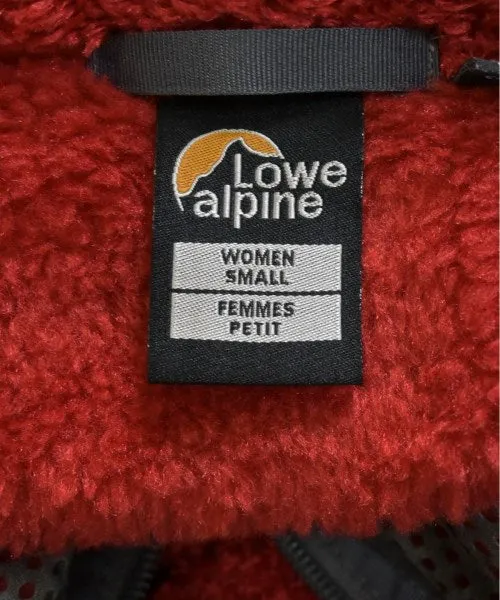 Lowe
alpine
WOMEN
SMALL
FEMMES
PETIT